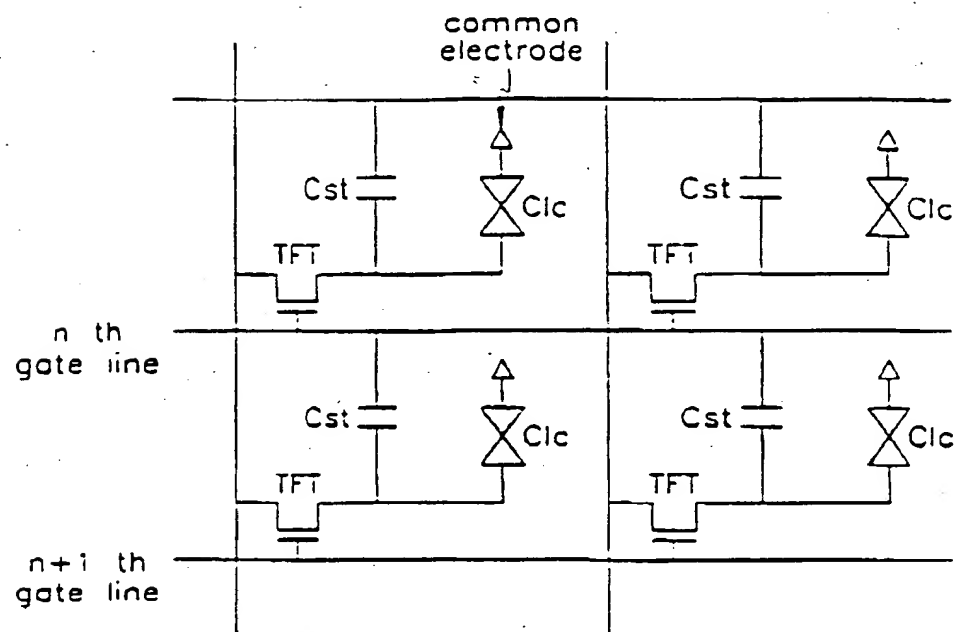 common
electrode
Cst
Clc
Cst
Clc
TFT
TFT
n th
gate line
Cst
Clc
Cst
Clc
TFT
TFT
n+1 th
gate line